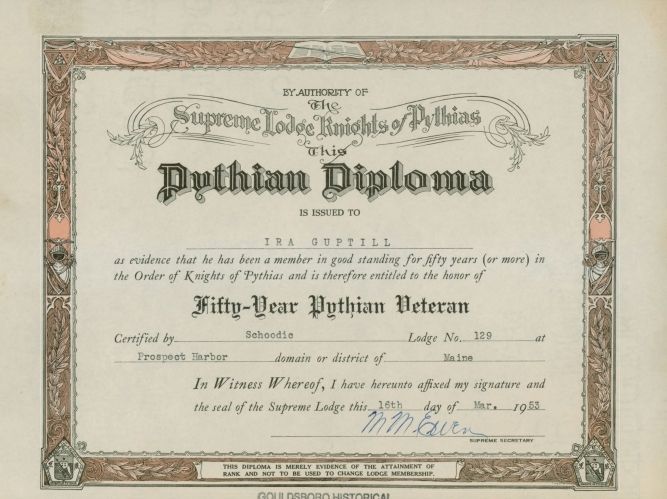 BY AUTHORITY OF
The
Supreme Lodge Knights of Pythias
This
Pythian Diploma
IS ISSUED TO
IRA GUPTILL
as evidence that he has been a member in good standing for fifty years (or more) in
the Order of Knights of Pythias and is therefore entitled to the honor of
Fifty-Year Pythian Veteran
Certified by Schoodic Lodge No. 129 at
Prospect Harbor domain or district of Maine
In Witness Whereof, I have hereunto affixed my signature and
the seal of the Supreme Lodge this 16th day of Mar. 1953
SUPREME SECRETARY
THIS DIPLOMA IS MERELY EVIDENCE OF THE ATTAINMENT OF
RANK AND NOT TO BE USED TO CHANGE LODGE MEMBERSHIP.
GOULDSBORO HISTORICAL